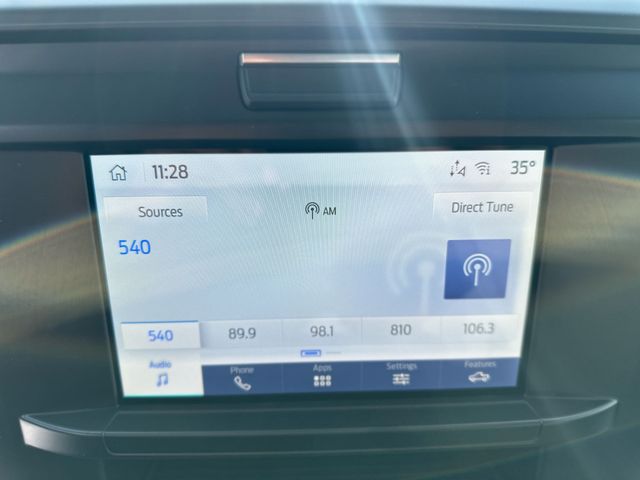 11:28 35°
Sources AM Direct Tune
540
540 89.9 98.1 810 106.3
Audio Phone Apps Settings Features